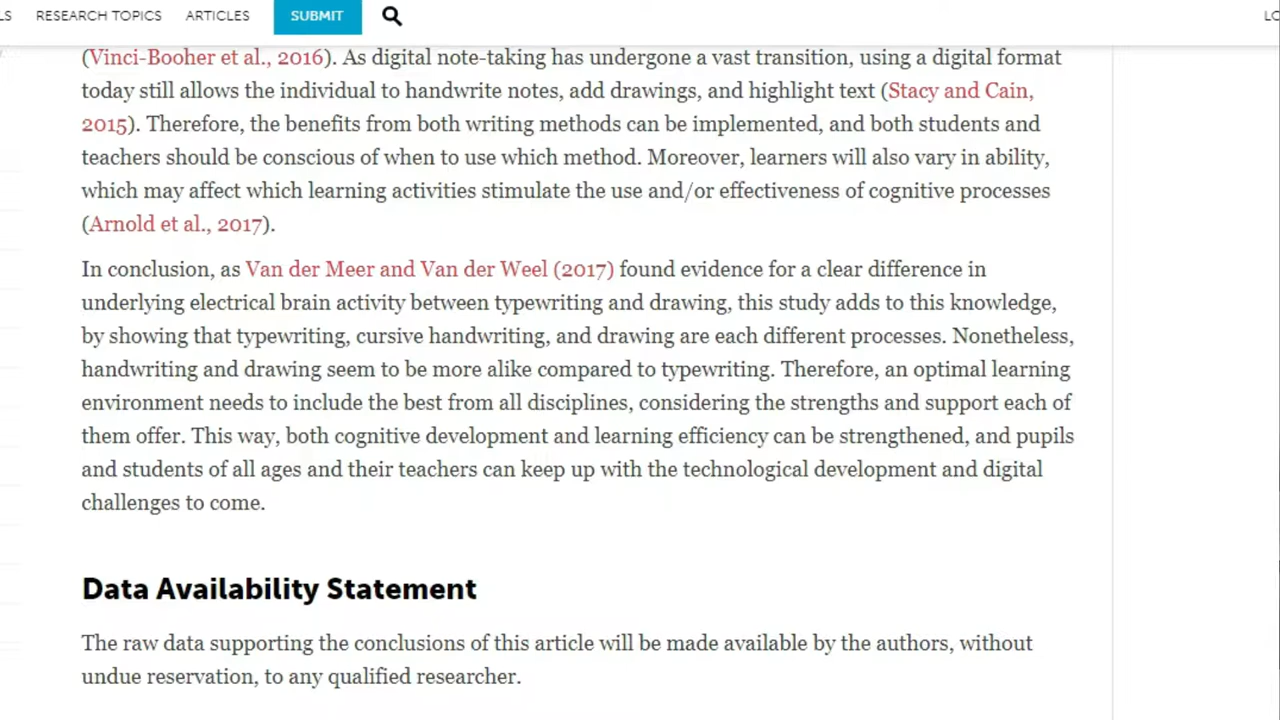 LS RESEARCH TOPICS ARTICLES SUBMIT LO
(Vinci-Booher et al., 2016). As digital note-taking has undergone a vast transition, using a digital format
today still allows the individual to handwrite notes, add drawings, and highlight text (Stacy and Cain,
2015). Therefore, the benefits from both writing methods can be implemented, and both students and
teachers should be conscious of when to use which method. Moreover, learners will also vary in ability,
which may affect which learning activities stimulate the use and/or effectiveness of cognitive processes
(Arnold et al., 2017).
In conclusion, as Van der Meer and Van der Weel (2017) found evidence for a clear difference in
underlying electrical brain activity between typewriting and drawing, this study adds to this knowledge,
by showing that typewriting, cursive handwriting, and drawing are each different processes. Nonetheless,
handwriting and drawing seem to be more alike compared to typewriting. Therefore, an optimal learning
environment needs to include the best from all disciplines, considering the strengths and support each of
them offer. This way, both cognitive development and learning efficiency can be strengthened, and pupils
and students of all ages and their teachers can keep up with the technological development and digital
challenges to come.
Data Availability Statement
The raw data supporting the conclusions of this article will be made available by the authors, without
undue reservation, to any qualified researcher.